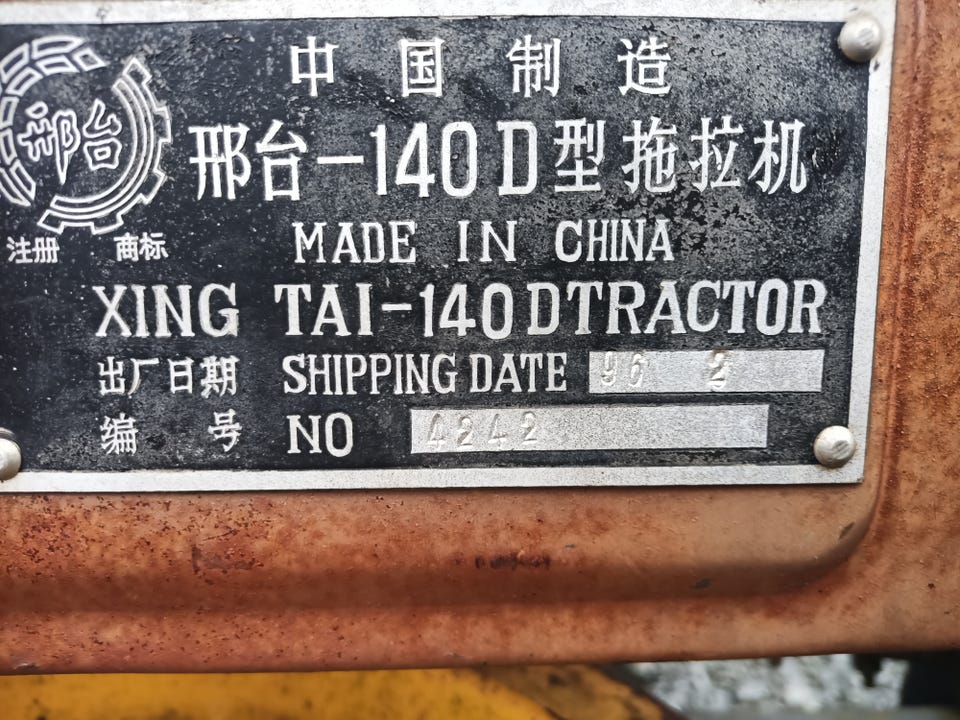 中国制造
邢台
邢台-140D型拖拉机
注册 商标
MADE IN CHINA
XING TAI-140DTRACTOR
出厂日期 SHIPPING DATE 96 2
编号 NO 4242